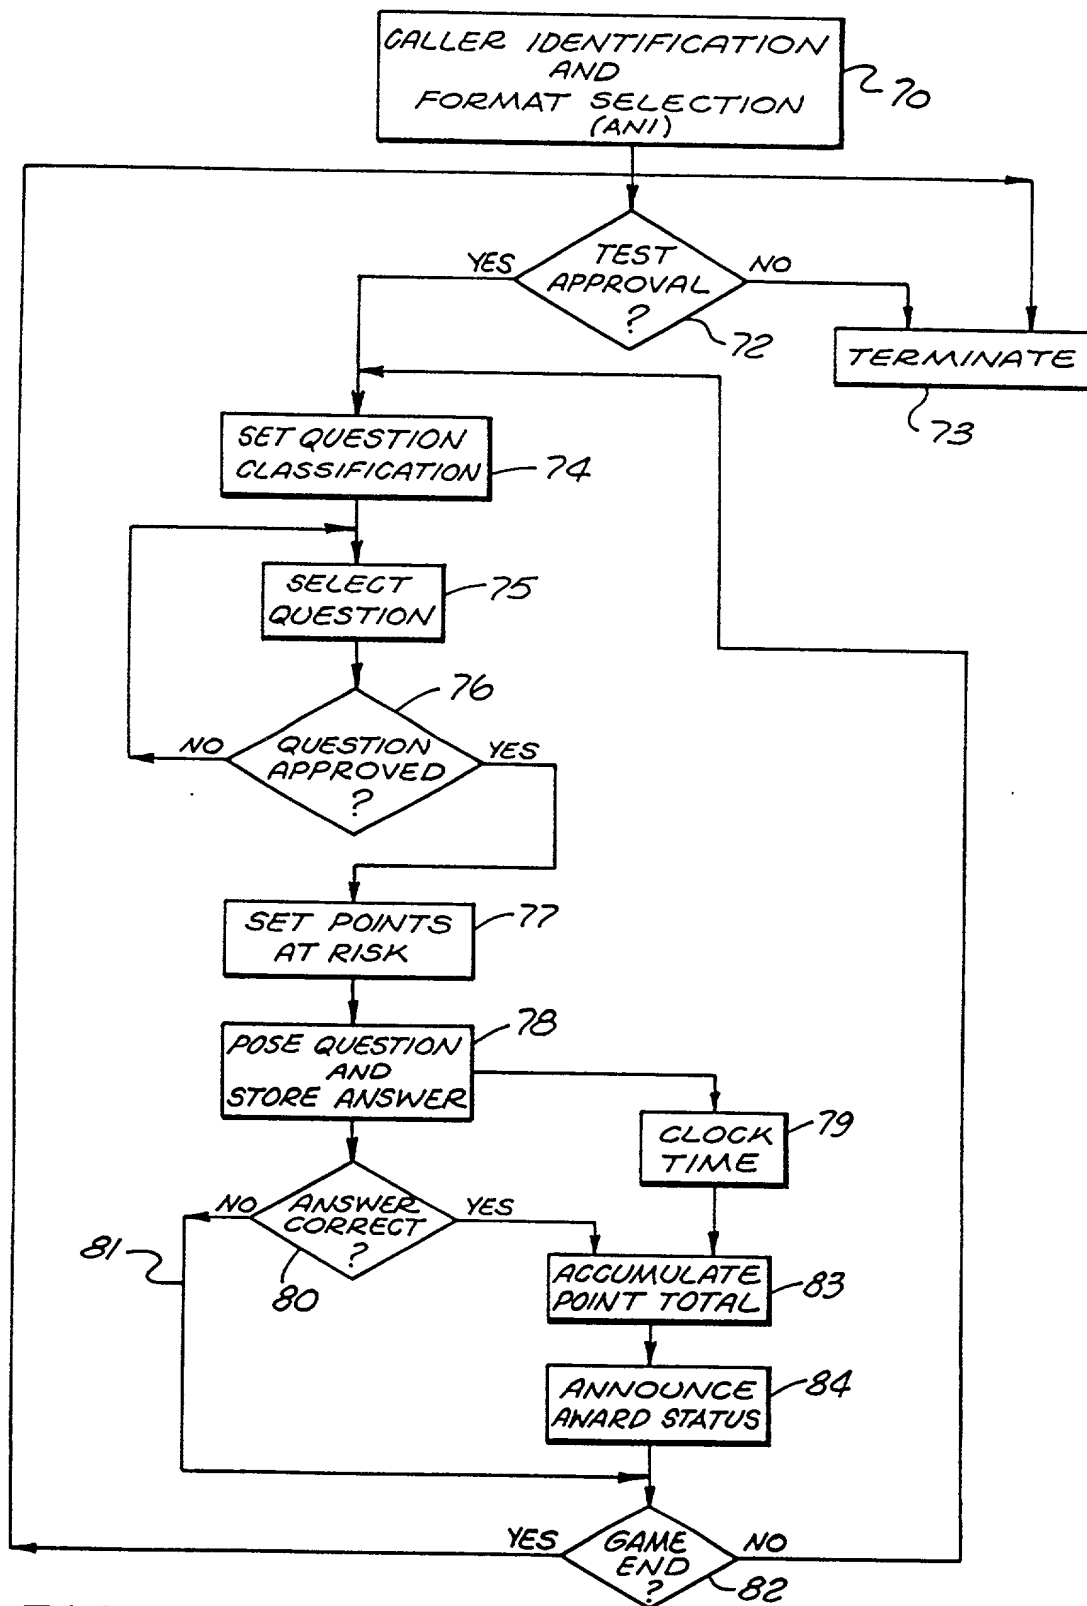 CALLER IDENTIFICATION
AND
FORMAT SELECTION
(ANI)
70
TEST
APPROVAL
?
YES
NO
72
TERMINATE
73
SET QUESTION
CLASSIFICATION
74
SELECT
QUESTION
75
76
QUESTION
APPROVED
?
NO
YES
SET POINTS
AT RISK
77
POSE QUESTION
AND
STORE ANSWER
78
CLOCK
TIME
79
ANSWER
CORRECT
?
NO
YES
80
81
ACCUMULATE
POINT TOTAL
83
ANNOUNCE
AWARD STATUS
84
GAME
END
?
YES
NO
82